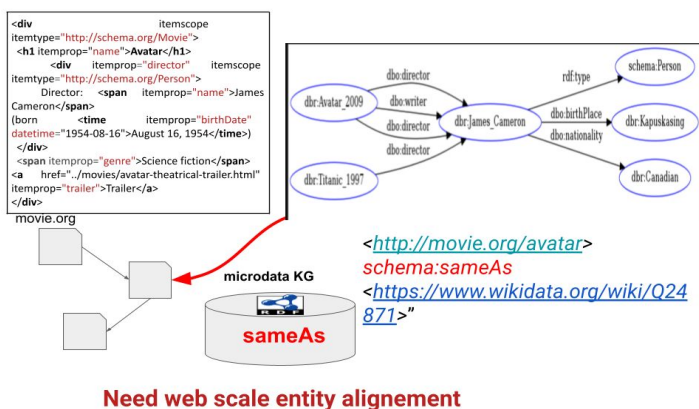 <div itemscope
itemtype="http://schema.org/Movie">
<h1 itemprop="name">Avatar</h1>
<div itemprop="director" itemscope
itemtype="http://schema.org/Person">
Director: <span itemprop="name">James
Cameron</span>
(born <time itemprop="birthDate"
datetime="1954-08-16">August 16, 1954</time>)
</div>
<span itemprop="genre">Science fiction</span>
<a href="../movies/avatar-theatrical-trailer.html"
itemprop="trailer">Trailer</a>
</div>
movie.org
dbr:Avatar_2009
dbo:director
dbo:writer
dbo:director
dbo:director
dbr:Titanic_1997
dbr:James_Cameron
rdf:type
schema:Person
dbo:birthPlace
dbr:Kapuskasing
dbo:nationality
dbr:Canadian
microdata KG
RDF
sameAs
<http://movie.org/avatar>
schema:sameAs
<https://www.wikidata.org/wiki/Q24
871>”
Need web scale entity alignement